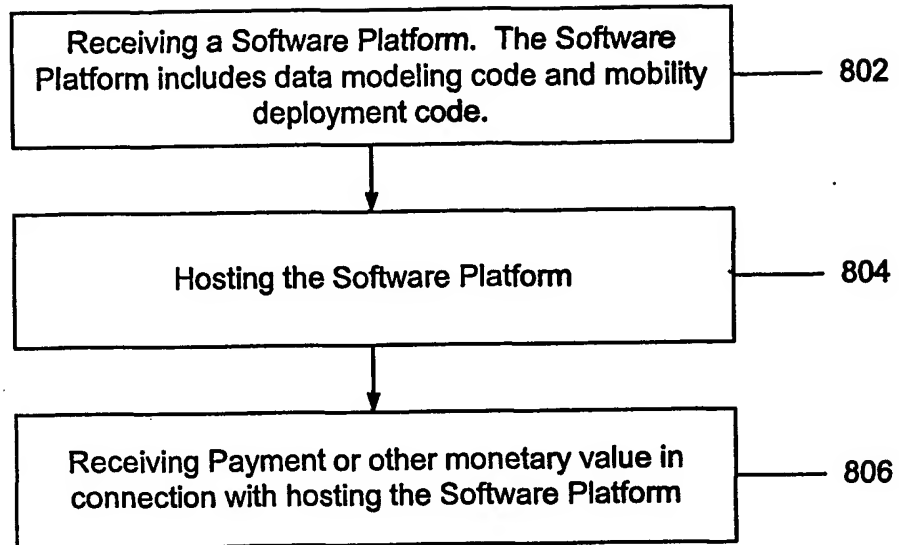 Receiving a Software Platform. The Software
Platform includes data modeling code and mobility
deployment code.
802
Hosting the Software Platform
804
Receiving Payment or other monetary value in
connection with hosting the Software Platform
806